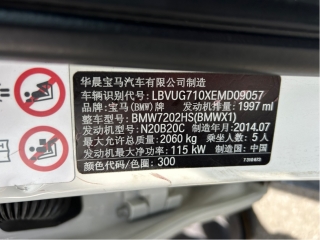 华晨宝马汽车有限公司制造
车辆识别代号: LBVUG710XEMD09057
品牌: 宝马(BMW) 发动机排量: 1997 ml
整车型号: BMW7202HS(BMWX1)
发动机型号: N20B20C 制造年月: 2014.07
最大允许总质量: 2060 kg 乘坐人数: 5 人
发动机最大净功率: 115 kW 制造国: 中国
颜色代码/色圈: 300